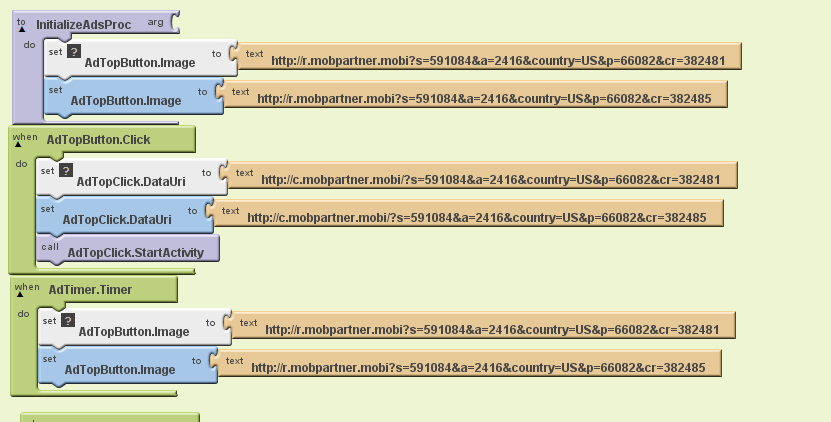 to InitializeAdsProc arg
do set ? AdTopButton.Image to text http://r.mobpartner.mobi?s=591084&a=2416&country=US&p=66082&cr=382481
set AdTopButton.Image to text http://r.mobpartner.mobi?s=591084&a=2416&country=US&p=66082&cr=382485
when AdTopButton.Click
do set ? AdTopClick.DataUri to text http://c.mobpartner.mobi/?s=591084&a=2416&country=US&p=66082&cr=382481
set AdTopClick.DataUri to text http://c.mobpartner.mobi/?s=591084&a=2416&country=US&p=66082&cr=382485
call AdTopClick.StartActivity
when AdTimer.Timer
do set ? AdTopButton.Image to text http://r.mobpartner.mobi?s=591084&a=2416&country=US&p=66082&cr=382481
set AdTopButton.Image to text http://r.mobpartner.mobi?s=591084&a=2416&country=US&p=66082&cr=382485